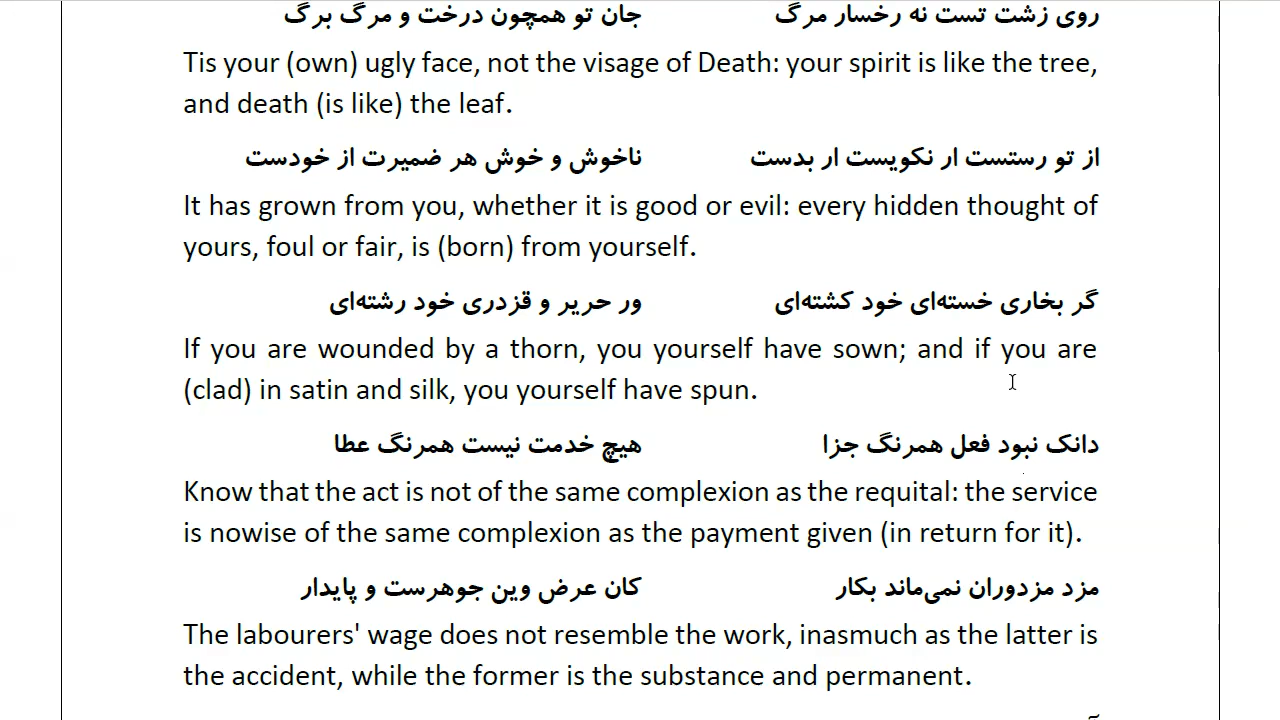 روی زشت تست نه رخسار مرگ جان تو همچون درخت و مرگ برگ
Tis your (own) ugly face, not the visage of Death: your spirit is like the tree,
and death (is like) the leaf.
از تو رستست ار نکویست ار بدست ناخوش و خوش هر ضمیرت از خودست
It has grown from you, whether it is good or evil: every hidden thought of
yours, foul or fair, is (born) from yourself.
گر بخاری خسته‌ای خود کشته‌ای ور حریر و قزدری خود رشته‌ای
If you are wounded by a thorn, you yourself have sown; and if you are
(clad) in satin and silk, you yourself have spun.
دانک نبود فعل همرنگ جزا هیچ خدمت نیست همرنگ عطا
Know that the act is not of the same complexion as the requital: the service
is nowise of the same complexion as the payment given (in return for it).
مزد مزدوران نمی‌ماند بکار کان عرض وین جوهرست و پایدار
The labourers' wage does not resemble the work, inasmuch as the latter is
the accident, while the former is the substance and permanent.